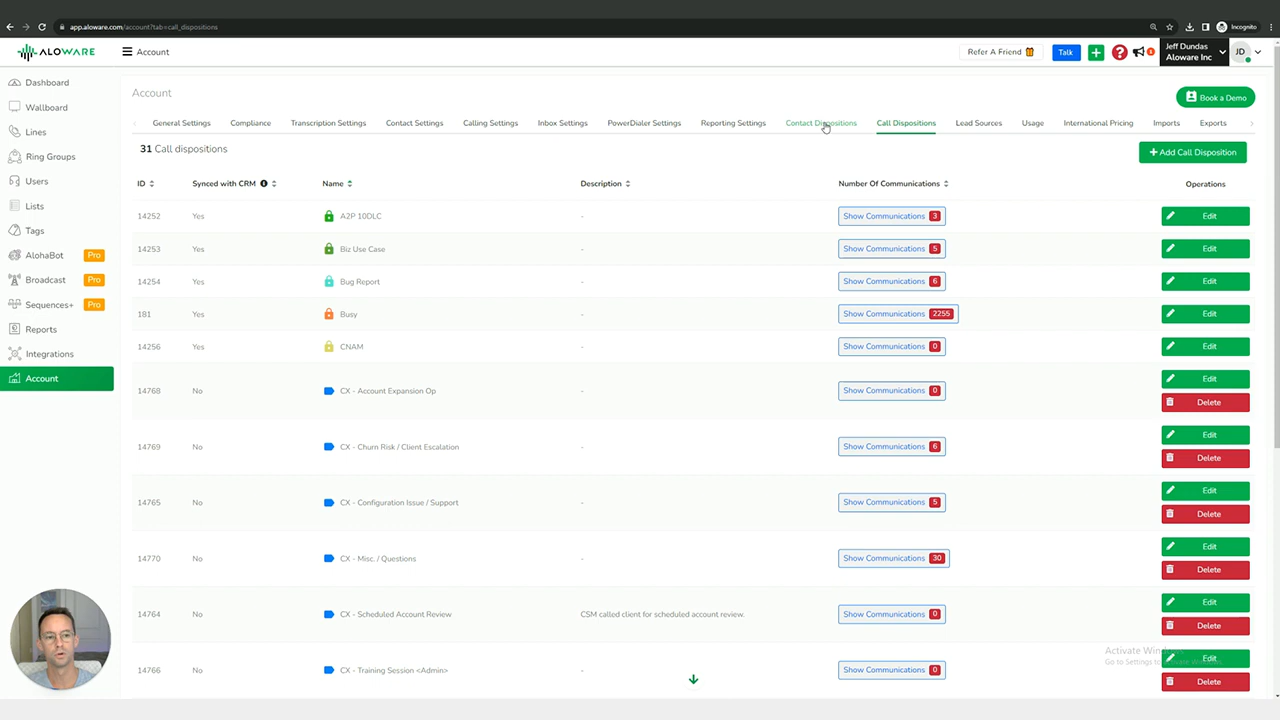 app.aloware.com/account?tab=call_dispositions
Incognito
ALOWARE
Account
Refer A Friend
Talk
1
Jeff Dundas
Aloware Inc
JD
Dashboard
Wallboard
Lines
Ring Groups
Users
Lists
Tags
AlohaBot Pro
Broadcast Pro
Sequences+ Pro
Reports
Integrations
Account
Account
Book a Demo
General Settings Compliance Transcription Settings Contact Settings Calling Settings Inbox Settings PowerDialer Settings Reporting Settings Contact Dispositions Call Dispositions Lead Sources Usage International Pricing Imports Exports
31 Call dispositions
+ Add Call Disposition
ID Synced with CRM Name Description Number Of Communications Operations
14252 Yes A2P 10DLC - Show Communications 3 Edit
14253 Yes Biz Use Case - Show Communications 5 Edit
14254 Yes Bug Report - Show Communications 6 Edit
181 Yes Busy - Show Communications 2255 Edit
14256 Yes CNAM - Show Communications 0 Edit
14768 No CX - Account Expansion Op - Show Communications 0 Edit
Delete
14769 No CX - Churn Risk / Client Escalation - Show Communications 6 Edit
Delete
14765 No CX - Configuration Issue / Support - Show Communications 5 Edit
Delete
14770 No CX - Misc. / Questions - Show Communications 30 Edit
Delete
14764 No CX - Scheduled Account Review CSM called client for scheduled account review. Show Communications 0 Edit
Delete
14766 No CX - Training Session <Admin> - Show Communications 0 Edit
Delete
Activate Windows
Go to Settings to activate Windows.